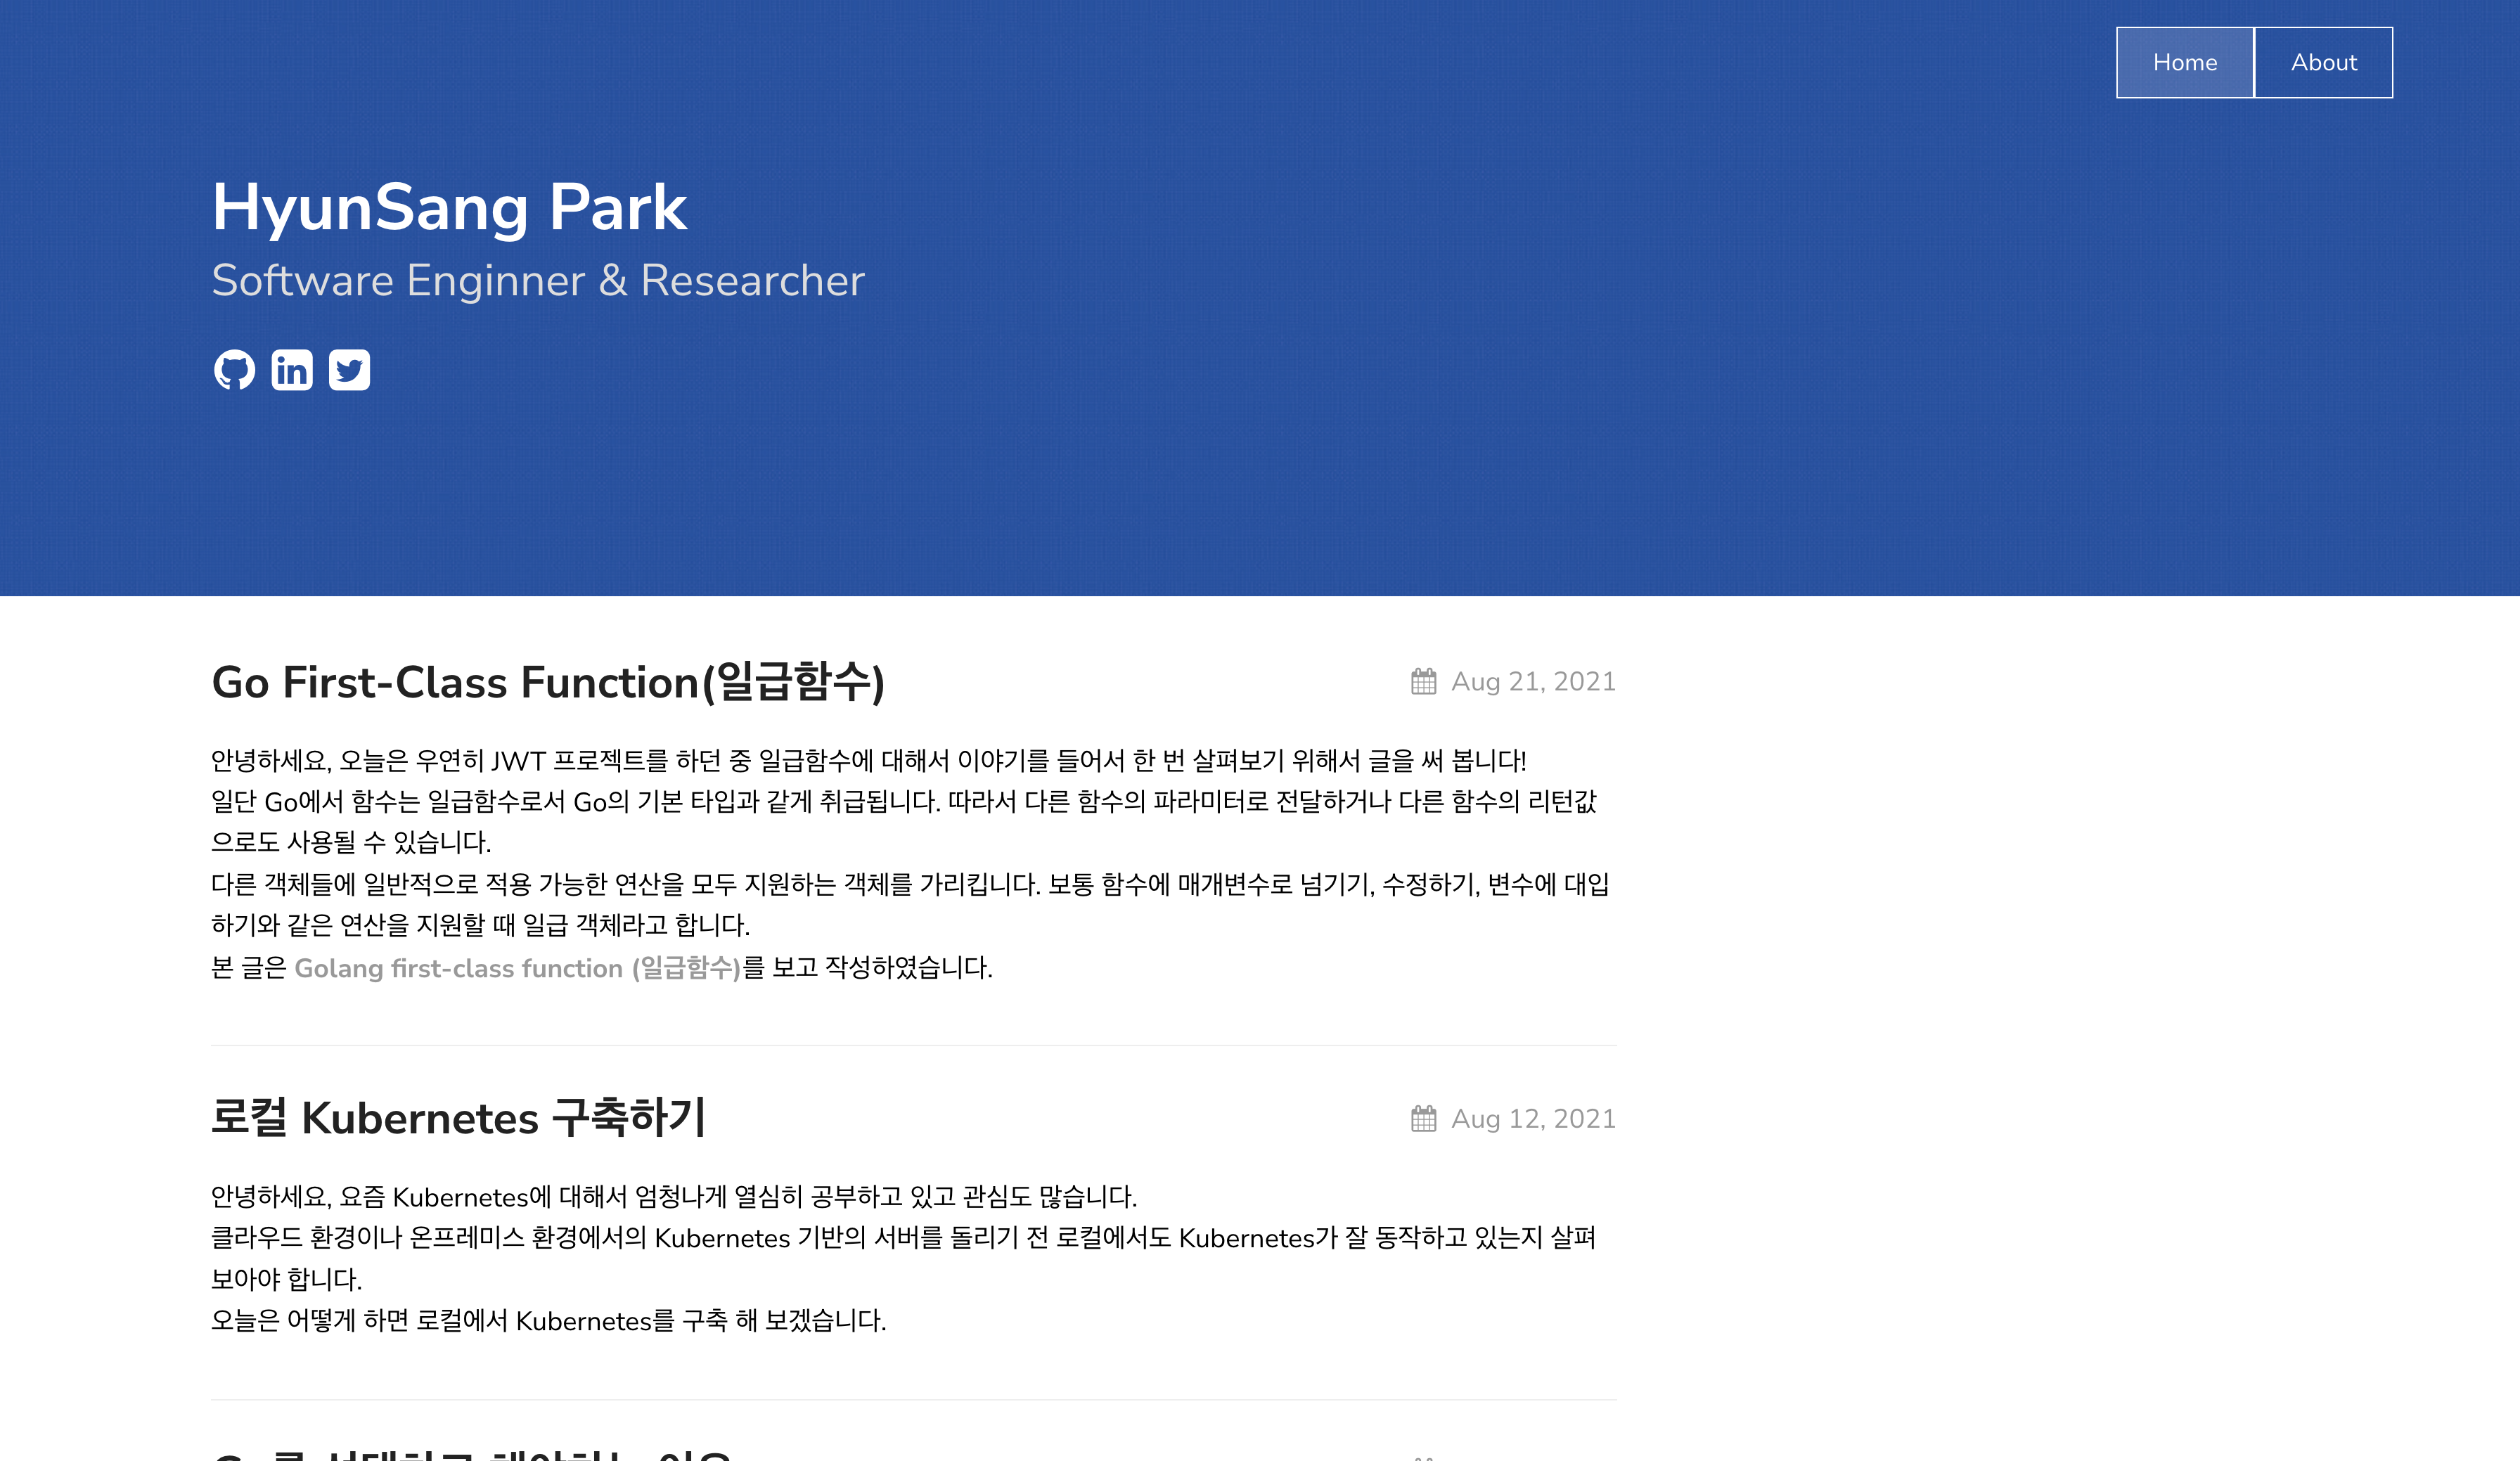 Home
About
HyunSang Park
Software Enginner & Researcher
Go First-Class Function(일급함수)
Aug 21, 2021
안녕하세요, 오늘은 우연히 JWT 프로젝트를 하던 중 일급함수에 대해서 이야기를 들어서 한 번 살펴보기 위해서 글을 써 봅니다!
일단 Go에서 함수는 일급함수로서 Go의 기본 타입과 같게 취급됩니다. 따라서 다른 함수의 파라미터로 전달하거나 다른 함수의 리턴값
으로도 사용될 수 있습니다.
다른 객체들에 일반적으로 적용 가능한 연산을 모두 지원하는 객체를 가리킵니다. 보통 함수에 매개변수로 넘기기, 수정하기, 변수에 대입
하기와 같은 연산을 지원할 때 일급 객체라고 합니다.
본 글은 Golang first-class function (일급함수)를 보고 작성하였습니다.
로컬 Kubernetes 구축하기
Aug 12, 2021
안녕하세요, 요즘 Kubernetes에 대해서 엄청나게 열심히 공부하고 있고 관심도 많습니다.
클라우드 환경이나 온프레미스 환경에서의 Kubernetes 기반의 서버를 돌리기 전 로컬에서도 Kubernetes가 잘 동작하고 있는지 살펴
보아야 합니다.
오늘은 어떻게 하면 로컬에서 Kubernetes를 구축 해 보겠습니다.